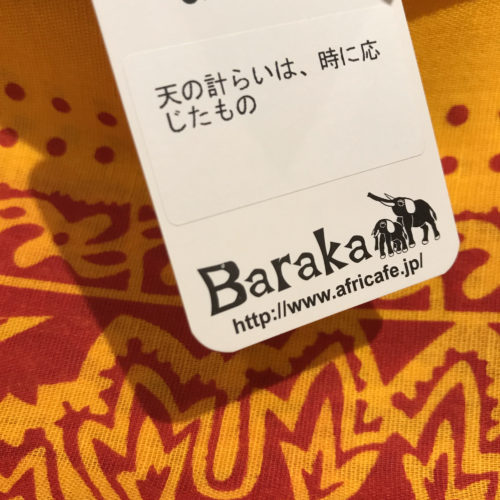 天の計らいは、時に応
じたもの
Baraka
http://www.africafe.jp/